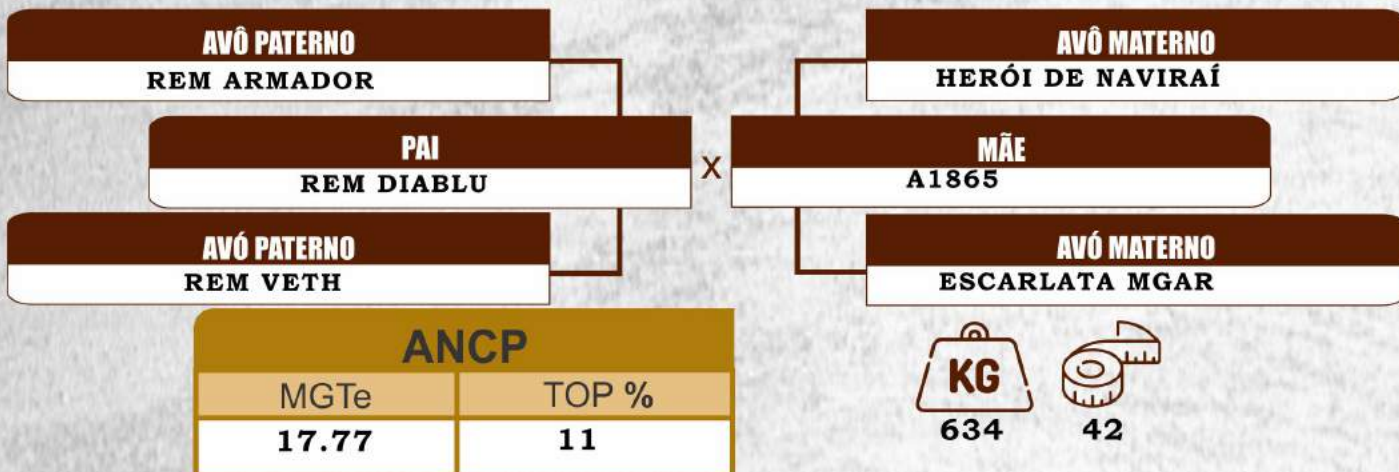 AVÔ PATERNO
REM ARMADOR
AVÔ MATERNO
HERÓI DE NAVIRAÍ
PAI
REM DIABLU
X
MÃE
A1865
AVÓ PATERNO
REM VETH
AVÓ MATERNO
ESCARLATA MGAR
ANCP
MGTe TOP %
17.77 11
KG
634 42